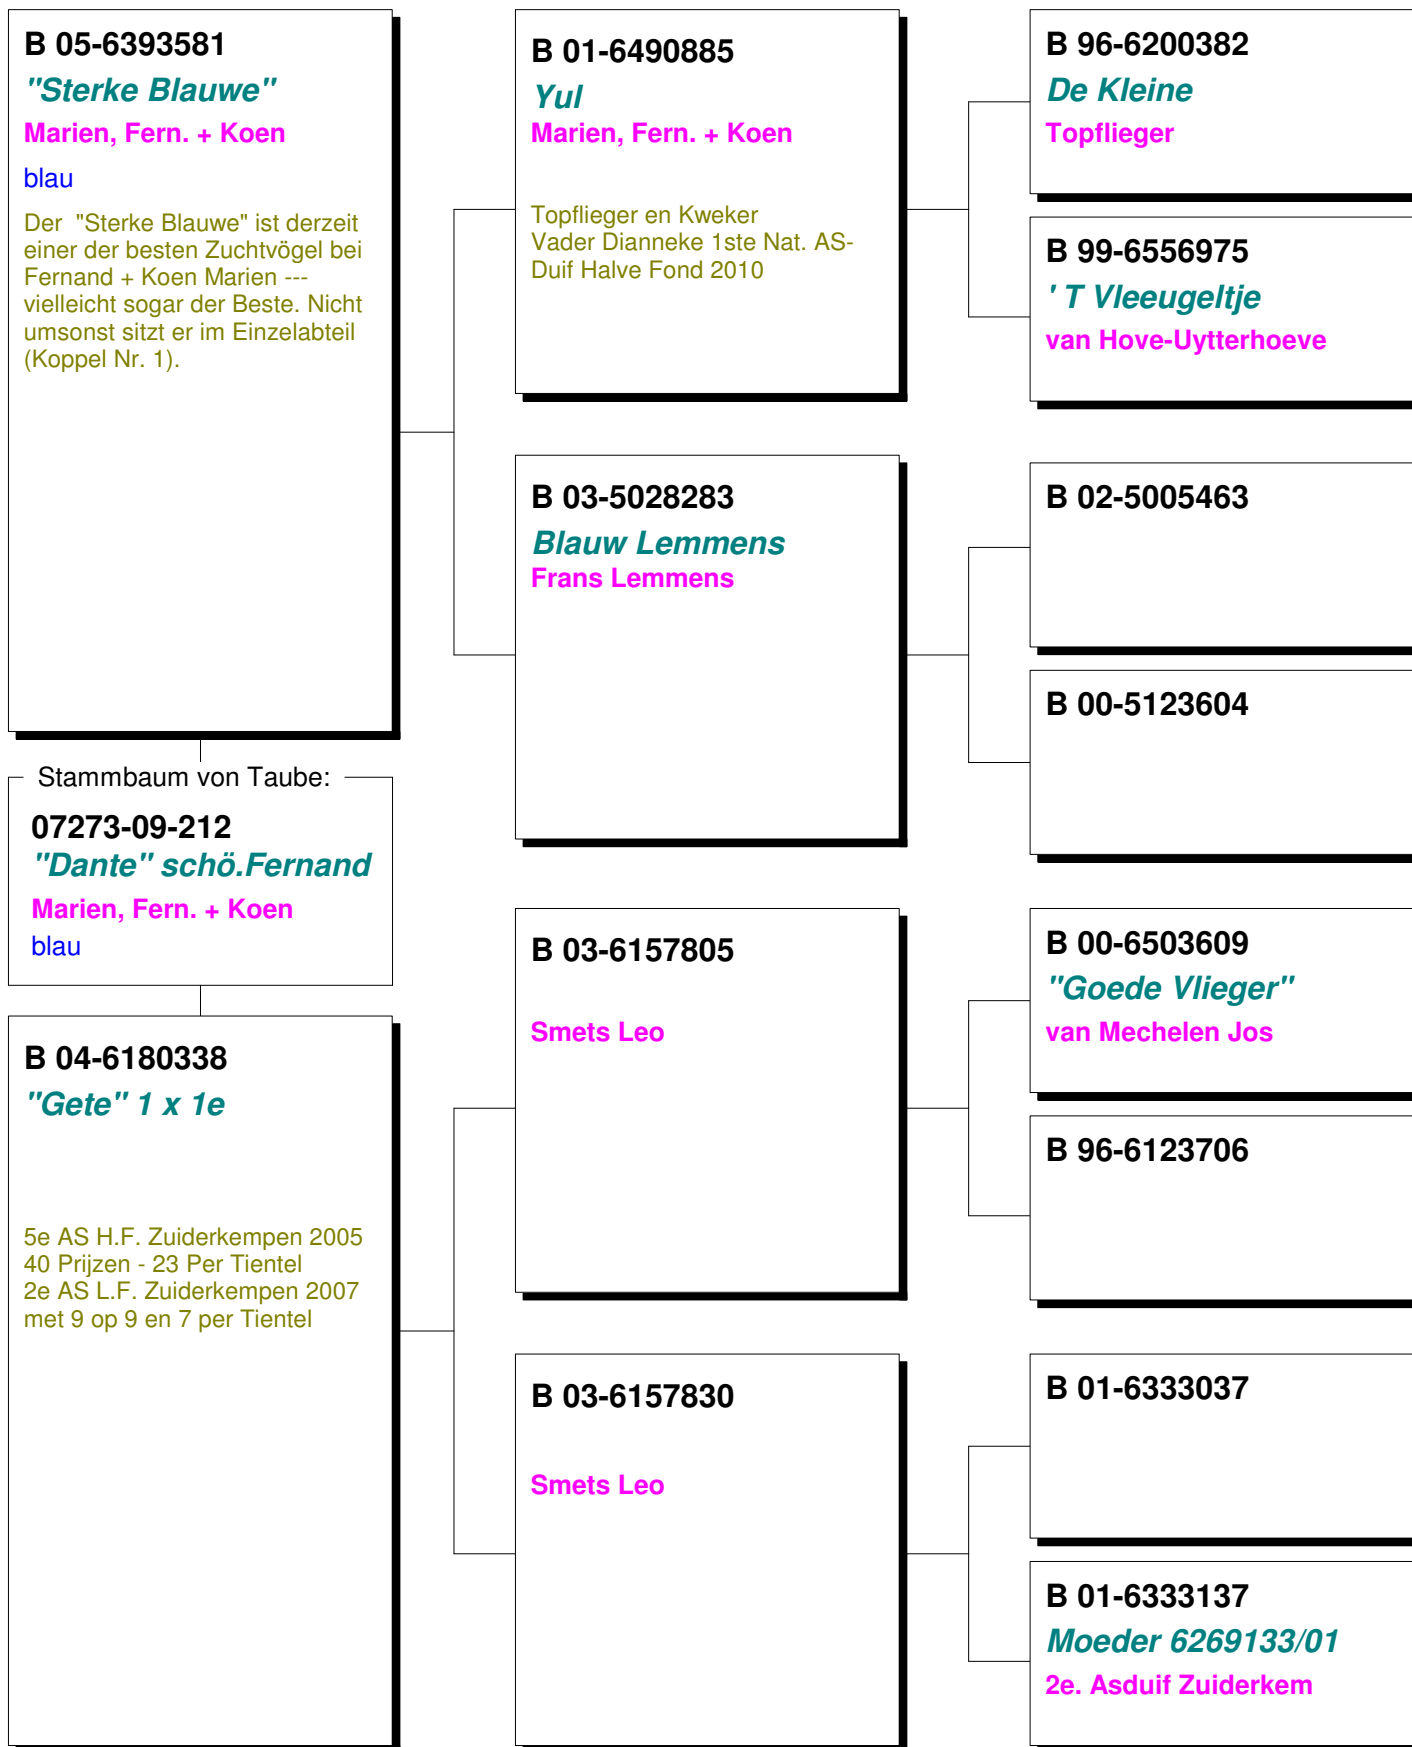 B 05-6393581
"Sterke Blauwe"
Marien, Fern. + Koen
blau
Der "Sterke Blauwe" ist derzeit
einer der besten Zuchtvögel bei
Fernand + Koen Marien ---
vielleicht sogar der Beste. Nicht
umsonst sitzt er im Einzelabteil
(Koppel Nr. 1).
Stammbaum von Taube:
07273-09-212
"Dante" schö.Fernand
Marien, Fern. + Koen
blau
B 04-6180338
"Gete" 1 x 1e
5e AS H.F. Zuiderkempen 2005
40 Prijzen - 23 Per Tientel
2e AS L.F. Zuiderkempen 2007
met 9 op 9 en 7 per Tientel
B 01-6490885
Yul
Marien, Fern. + Koen
Topflieger en Kweker
Vader Dianneke 1ste Nat. AS-
Duif Halve Fond 2010
B 03-5028283
Blauw Lemmens
Frans Lemmens
B 03-6157805
Smets Leo
B 03-6157830
Smets Leo
B 96-6200382
De Kleine
Topflieger
B 99-6556975
' T Vleeugeltje
van Hove-Uytterhoeve
B 02-5005463
B 00-5123604
B 00-6503609
"Goede Vlieger"
van Mechelen Jos
B 96-6123706
B 01-6333037
B 01-6333137
Moeder 6269133/01
2e. Asduif Zuiderkem